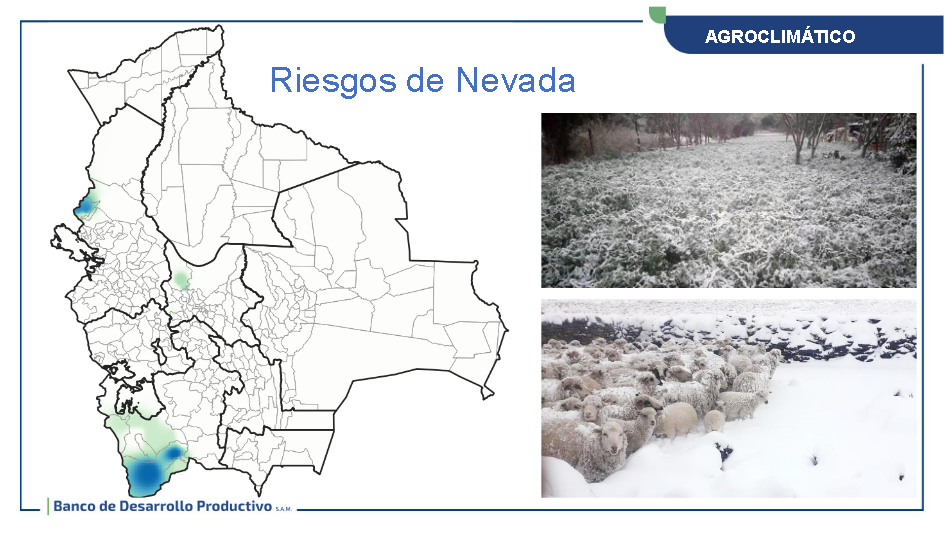 AGROCLIMÁTICO
Riesgos de Nevada
Banco de Desarrollo Productivo S.A.M.